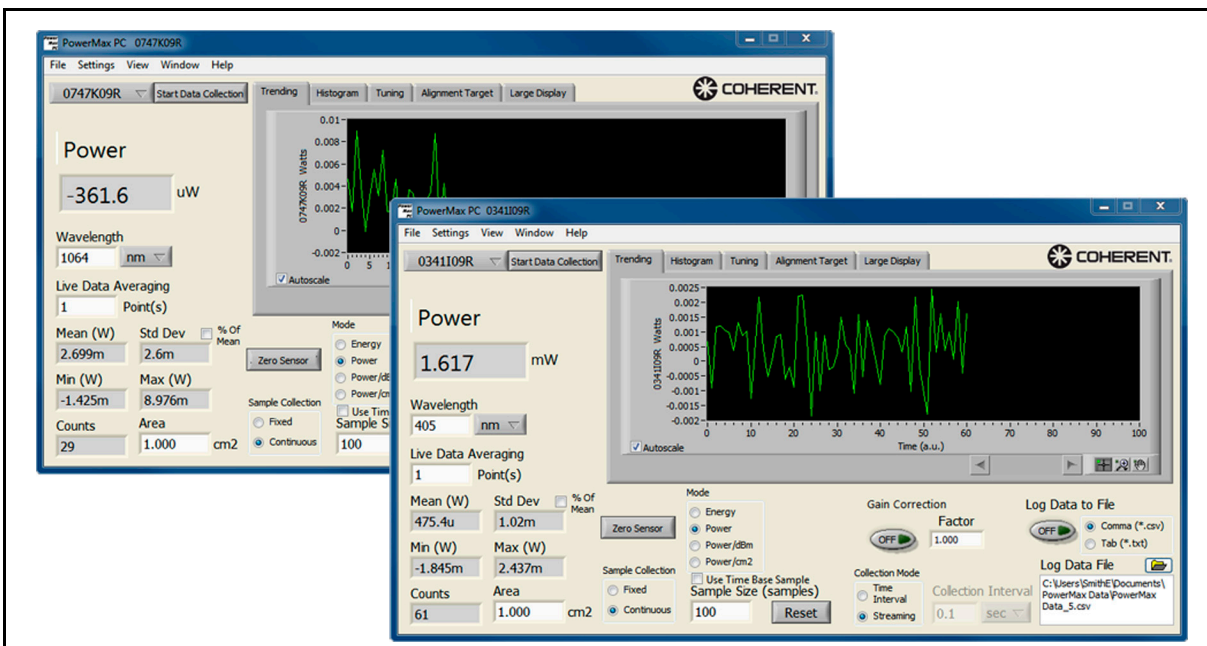 PowerMax PC 0747K09R
File Settings View Window Help
0747K09R Start Data Collection Trending Histogram Tuning Alignment Target Large Display COHERENT.
Power
-361.6 uW
Wavelength
1064 nm
Live Data Averaging
1 Point(s)
Mean (W) Std Dev % Of Mean
2.699m 2.6m
Min (W) Max (W)
-1.425m 8.976m
Counts Area
29 1.000 cm2
0747K09R Watts
0.01
0.008
0.006
0.004
0.002
0
-0.002
0 5
Autoscale
Zero Sensor
Mode
Energy
Power
Sample Collection
Fixed
Continuous
100
PowerMax PC 0341I09R
File Settings View Window Help
0341I09R Start Data Collection Trending Histogram Tuning Alignment Target Large Display COHERENT.
Power
1.617 mW
Wavelength
405 nm
Live Data Averaging
1 Point(s)
Mean (W) Std Dev % Of Mean
475.4u 1.02m
Min (W) Max (W)
-1.845m 2.437m
Counts Area
61 1.000 cm2
0341I09R Watts
0.0025
0.002
0.0015
0.001
0.0005
0
-0.0005
-0.001
-0.0015
-0.002
0 10 20 30 40 50 60 70 80 90 100
Time (a.u.)
Autoscale
Zero Sensor
Sample Collection
Fixed
Continuous
Mode
Energy
Power
Power/dBm
Power/cm2
Use Time Base Sample
Sample Size (samples)
100 Reset
Gain Correction
Factor
OFF 1.000
Collection Mode
Time Interval
Streaming
Collection Interval
0.1 sec
Log Data to File
OFF Comma (*.csv)
Tab (*.txt)
Log Data File
C:\Users\SmithE\Documents\
PowerMax Data\PowerMax
Data_5.csv